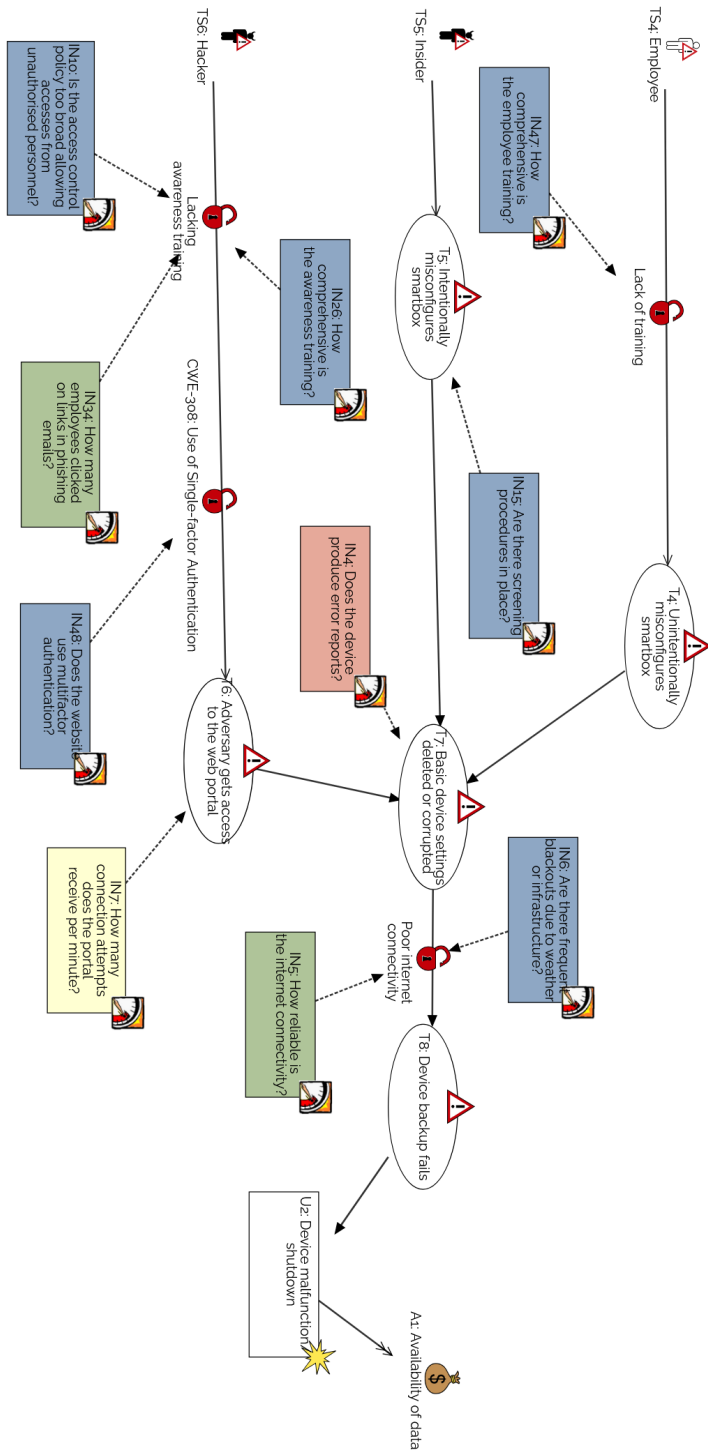 TS4: Employee
Lack of training
T4: Unintentionally
misconfigures
smartbox
IN47: How
comprehensive is
the employee training?
IN15: Are there screening
procedures in place?
IN6: Are there frequent
blackouts due to weather
or infrastructure?
TS5: Insider
T5: Intentionally
misconfigures
smartbox
T7: Basic device settings
deleted or corrupted
Poor internet
connectivity
T8: Device backup fails
A1: Availability of data
IN26: How
comprehensive is
the awareness training?
IN4: Does the device
produce error reports?
IN5: How reliable is
the internet connectivity?
U2: Device malfunction,
shutdown
TS6: Hacker
Lacking
awareness training
CWE-308: Use of Single-factor Authentication
T6: Adversary gets access
to the web portal
IN10: Is the access control
policy too broad allowing
accesses from
unauthorised personnel?
IN34: How many
employees clicked
on links in phishing
emails?
IN48: Does the website
use multifactor
authentication?
IN7: How many
connection attempts
does the portal
receive per minute?